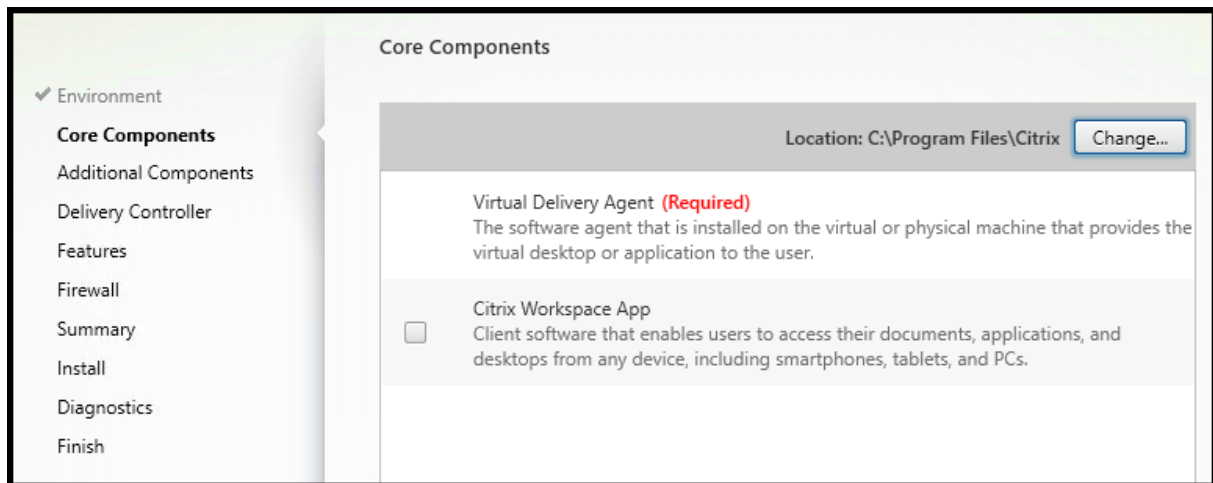 Core Components
Environment
Core Components
Additional Components
Delivery Controller
Features
Firewall
Summary
Install
Diagnostics
Finish
Location: C:\Program Files\Citrix
Change...
Virtual Delivery Agent (Required)
The software agent that is installed on the virtual or physical machine that provides the
virtual desktop or application to the user.
Citrix Workspace App
Client software that enables users to access their documents, applications, and
desktops from any device, including smartphones, tablets, and PCs.